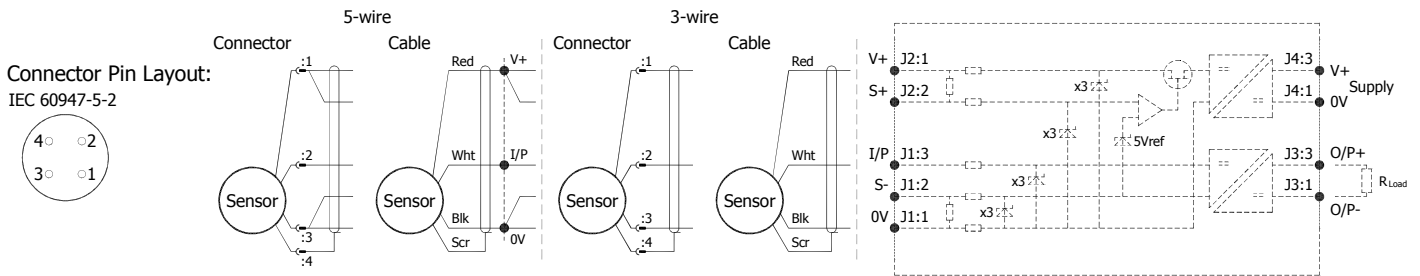 5-wire
3-wire
Connector
Cable
Connector
Cable
Connector Pin Layout:
IEC 60947-5-2
4 2
3 1
:1
:2
:3
:4
Sensor
Red
Wht
Blk
Scr
Sensor
V+
I/P
0V
:1
:2
:3
:4
Sensor
Red
Wht
Blk
Scr
Sensor
V+ J2:1
S+ J2:2
I/P J1:3
S- J1:2
0V J1:1
x3
x3
x3
x3
5Vref
J4:3 V+
Supply
J4:1 0V
J3:3 O/P+
RLoad
J3:1 O/P-